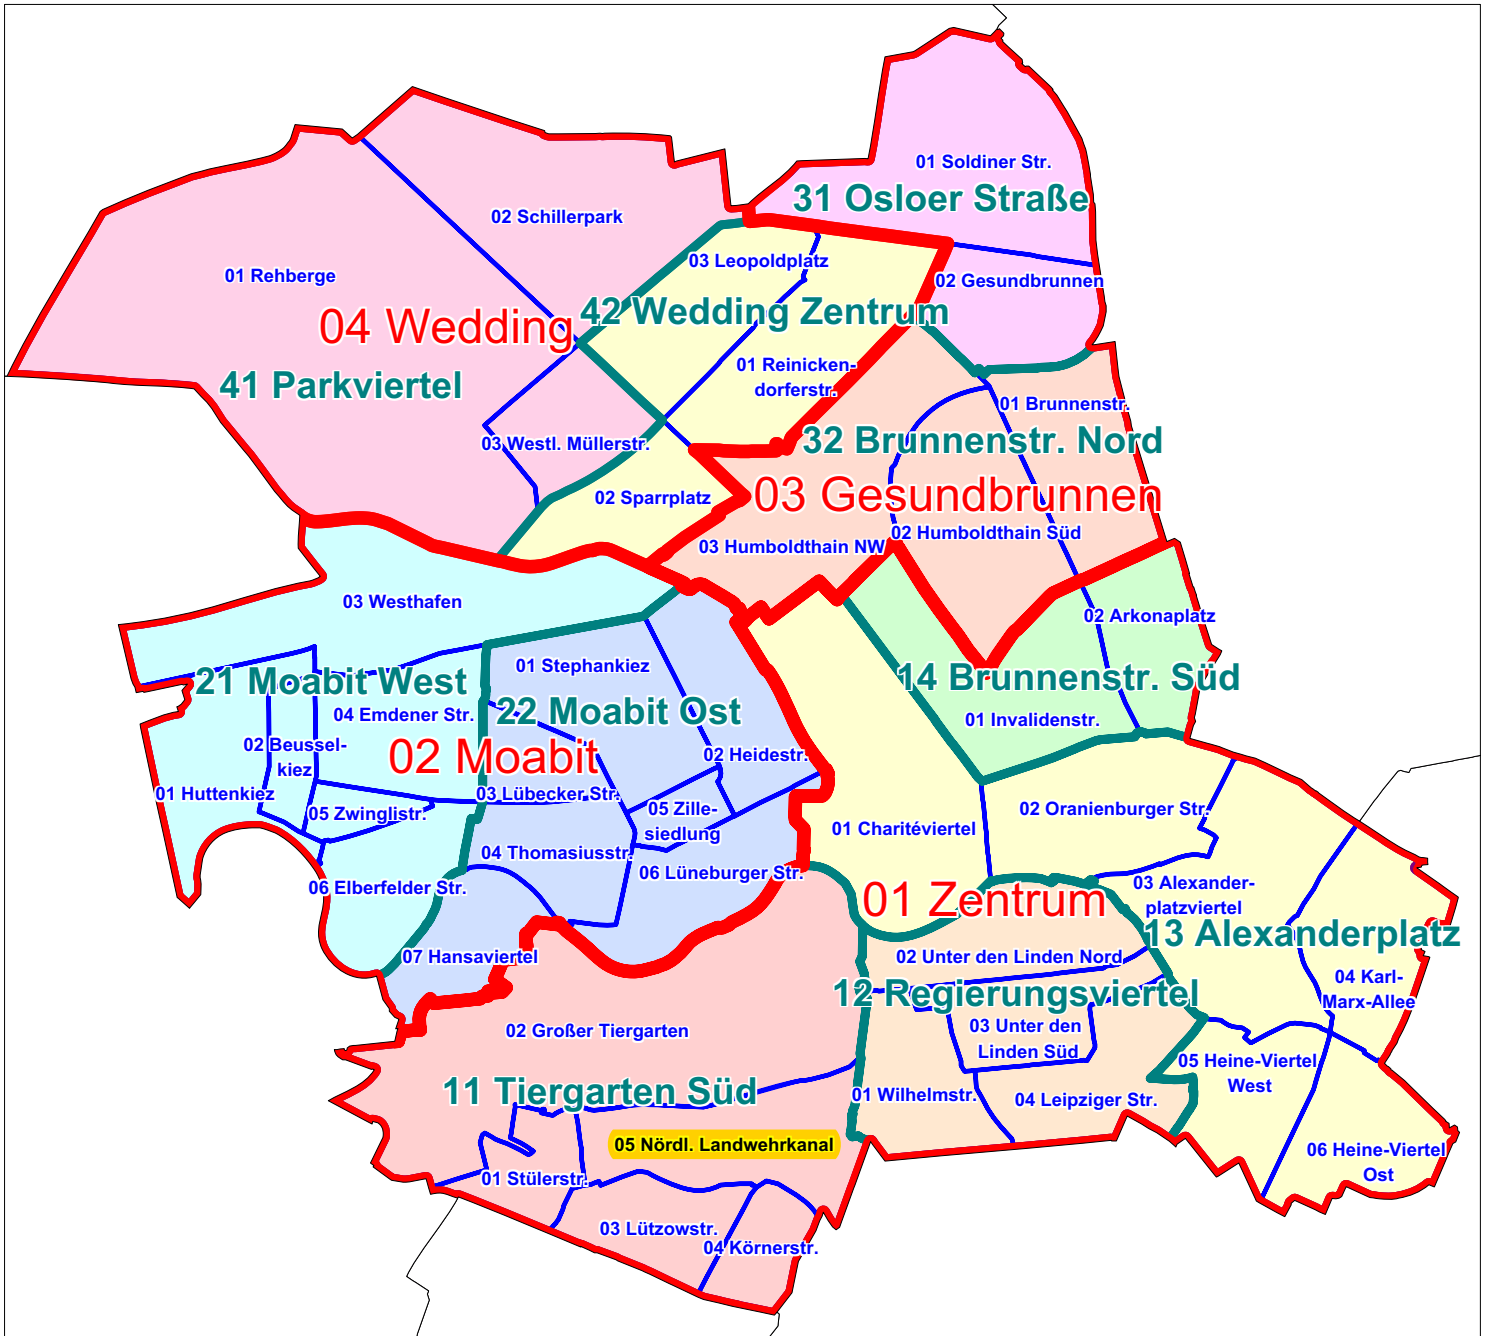 01 Soldiner Str.
31 Osloer Straße
02 Gesundbrunnen
02 Schillerpark
01 Rehberge
04 Wedding
41 Parkviertel
03 Westl. Müllerstr.
03 Leopoldplatz
42 Wedding Zentrum
01 Reinicken-
dorferstr.
02 Sparrplatz
01 Brunnenstr.
32 Brunnenstr. Nord
03 Gesundbrunnen
02 Humboldthain Süd
03 Humboldthain NW
03 Westhafen
21 Moabit West
04 Emdener Str.
02 Beussel-
kiez
01 Huttenkiez
05 Zwinglistr.
06 Elberfelder Str.
02 Moabit
01 Stephankiez
22 Moabit Ost
02 Heidestr.
03 Lübecker Str.
05 Zille-
siedlung
04 Thomasiusstr.
06 Lüneburger Str.
07 Hansaviertel
02 Arkonaplatz
14 Brunnenstr. Süd
01 Invalidenstr.
02 Oranienburger Str.
01 Charitéviertel
01 Zentrum
03 Alexander-
platzviertel
13 Alexanderplatz
04 Karl-
Marx-Allee
05 Heine-Viertel
West
06 Heine-Viertel
Ost
02 Unter den Linden Nord
12 Regierungsviertel
03 Unter den
Linden Süd
01 Wilhelmstr.
04 Leipziger Str.
02 Großer Tiergarten
11 Tiergarten Süd
05 Nördl. Landwehrkanal
01 Stülerstr.
03 Lützowstr.
04 Körnerstr.